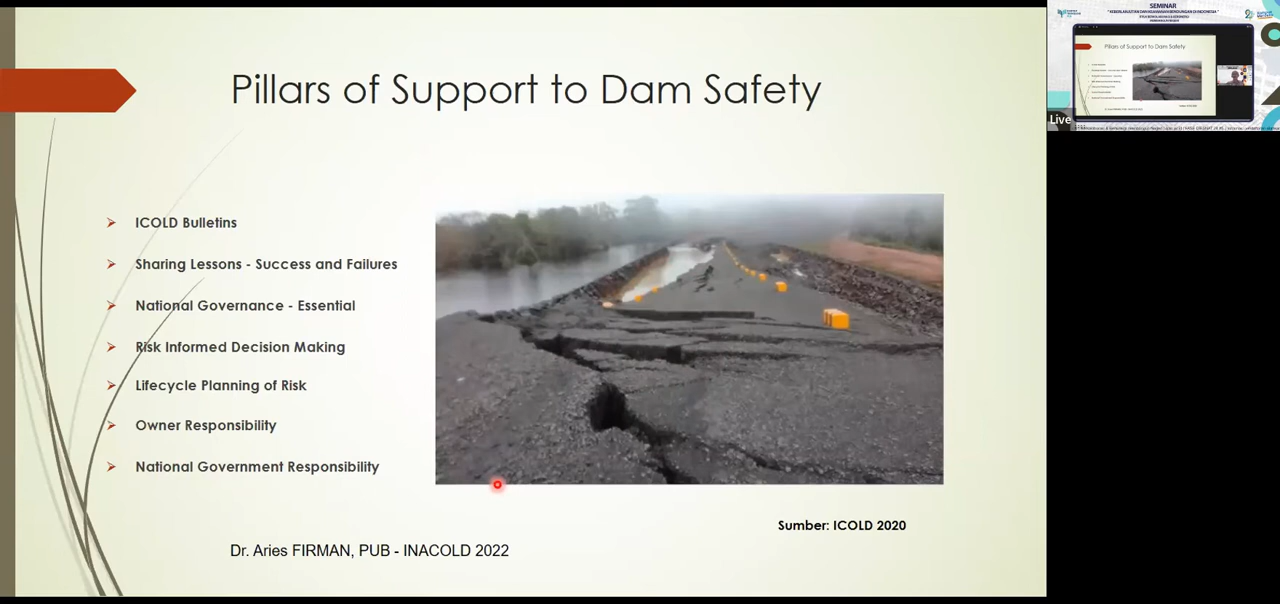 Pillars of Support to Dam Safety
ICOLD Bulletins
Sharing Lessons - Success and Failures
National Governance - Essential
Risk Informed Decision Making
Lifecycle Planning of Risk
Owner Responsibility
National Government Responsibility
Sumber: ICOLD 2020
Dr. Aries FIRMAN, PUB - INACOLD 2022
SEMINAR
Pillars of Support to Dam Safety
Live